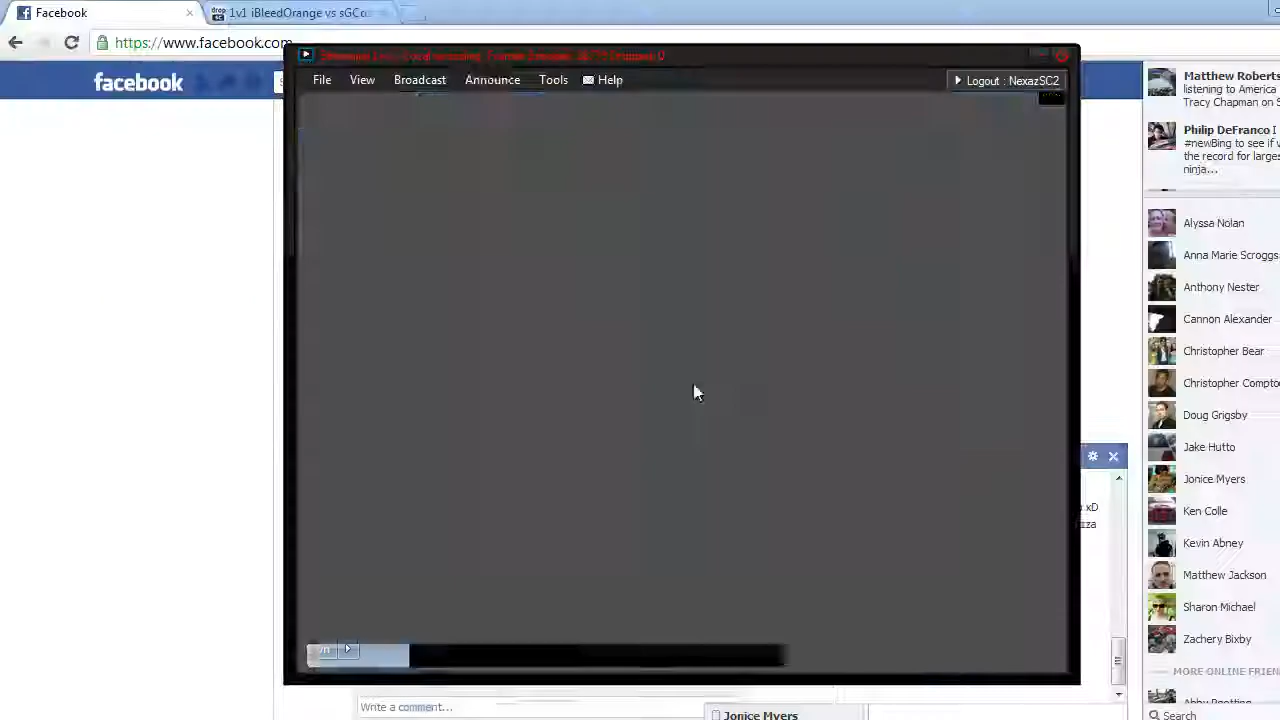 Facebook
1v1 iBleedOrange vs sGCo
https://www.facebook.com
facebook
File View Broadcast Announce Tools Help
Logout : NexazSC2
Matthew Roberts
listening to America
Tracy Chapman on S
Philip DeFranco I
#newBing to see if
the record for large
ninja...
Alyssa Nolan
Anna Marie Scroggs
Anthony Nester
Cannon Alexander
Christopher Bear
Christopher Compto
Doug Grigsby
Jake Hutto
Jonice Myers
Ken Colle
xD
Kevin Abney
Matthew Jackson
Sharon Michael
Zachery Bixby
MORE ONLINE FRIEN
Write a comment...
Jonice Myers
Searc